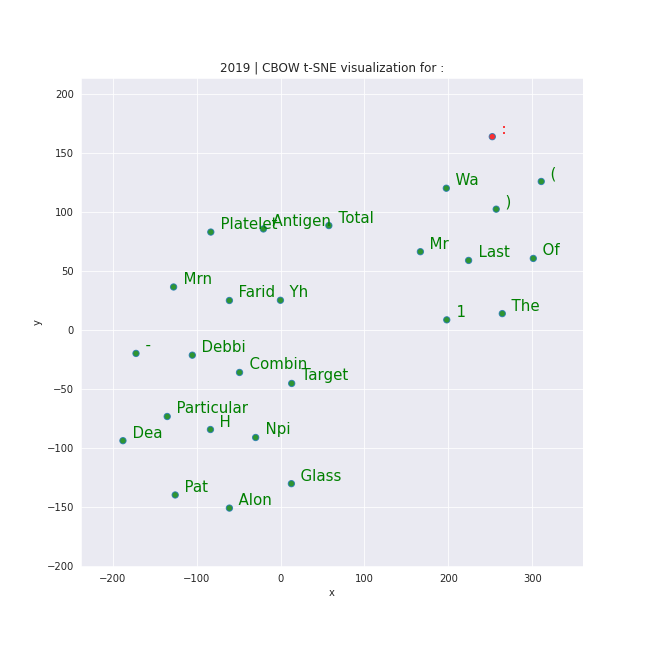 2019 | CBOW t-SNE visualization for :
200
150
100
50
0
−50
−100
−150
−200
y
:
(
Wa
)
Platelet
Antigen
Total
Mr
Last
Of
Mrn
Farid
Yh
1
The
-
Debbi
Combin
Target
Particular
H
Npi
Dea
Pat
Alon
Glass
−200
−100
0
100
200
300
x